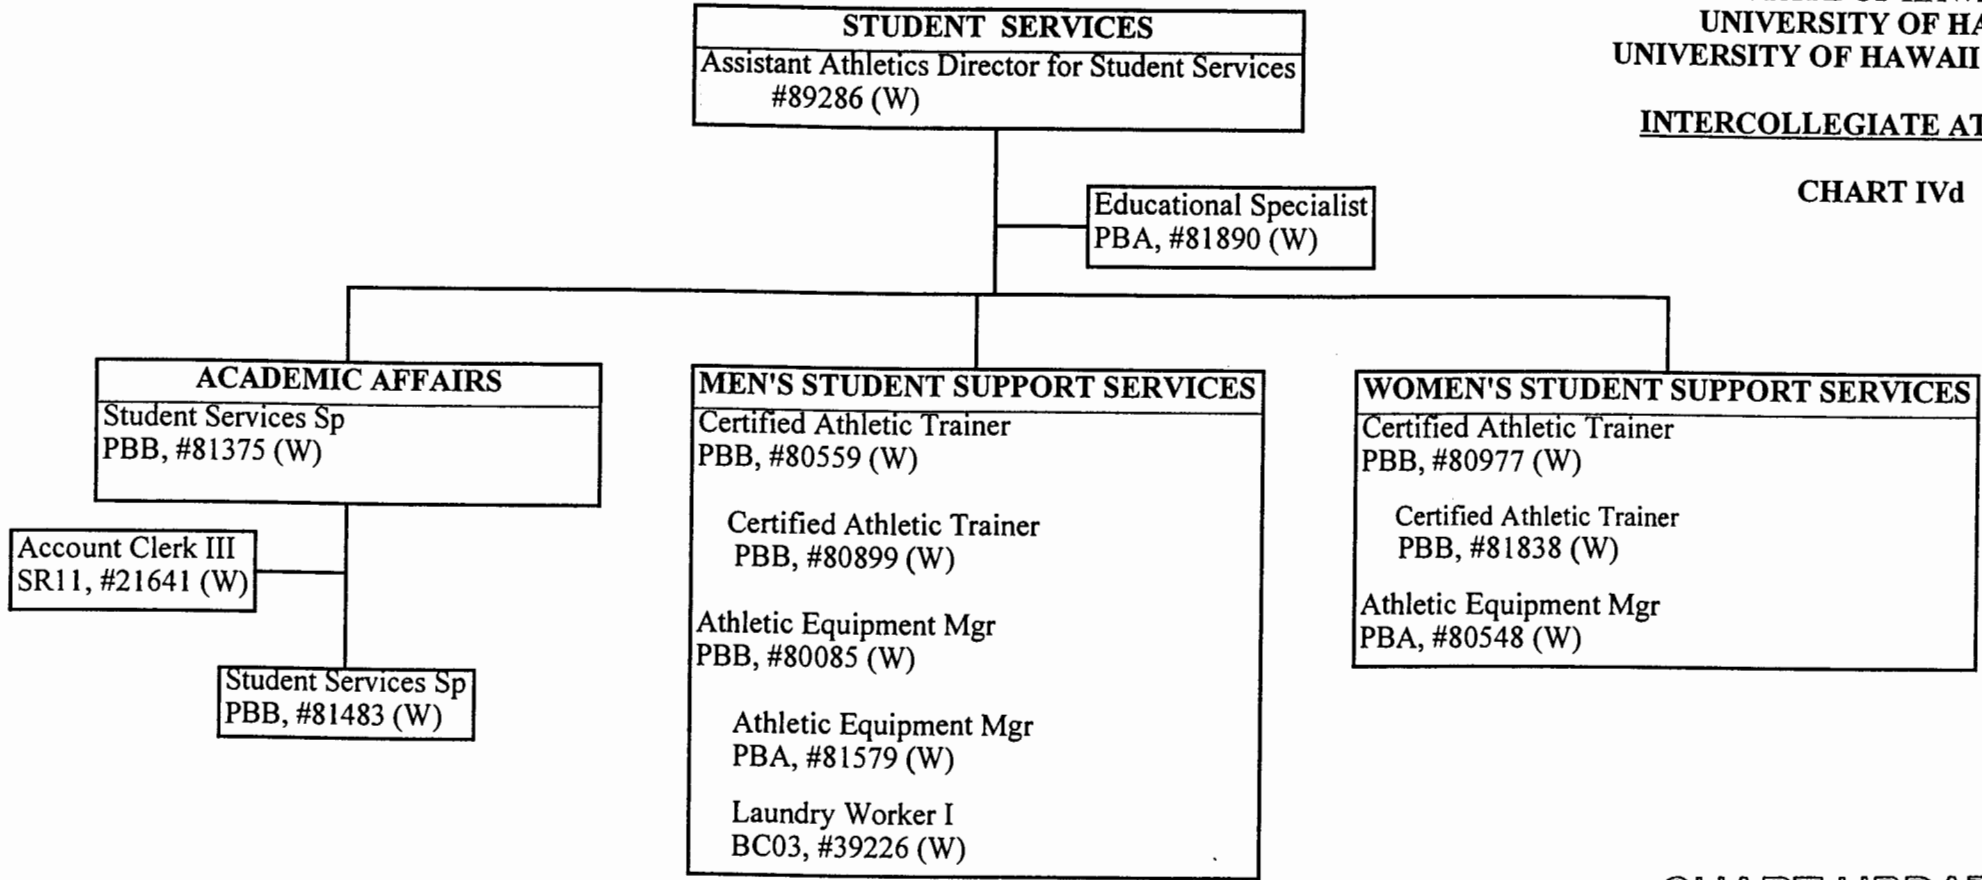 STUDENT SERVICES
Assistant Athletics Director for Student Services
#89286 (W)
UNIVERSITY OF
UNIVERSITY OF HAWAII
INTERCOLLEGIATE
CHART IVd
Educational Specialist
PBA, #81890 (W)
ACADEMIC AFFAIRS
Student Services Sp
PBB, #81375 (W)
Account Clerk III
SR11, #21641 (W)
Student Services Sp
PBB, #81483 (W)
MEN'S STUDENT SUPPORT SERVICES
Certified Athletic Trainer
PBB, #80559 (W)
Certified Athletic Trainer
PBB, #80899 (W)
Athletic Equipment Mgr
PBB, #80085 (W)
Athletic Equipment Mgr
PBA, #81579 (W)
Laundry Worker I
BC03, #39226 (W)
WOMEN'S STUDENT SUPPORT SERVICES
Certified Athletic Trainer
PBB, #80977 (W)
Certified Athletic Trainer
PBB, #81838 (W)
Athletic Equipment Mgr
PBA, #80548 (W)